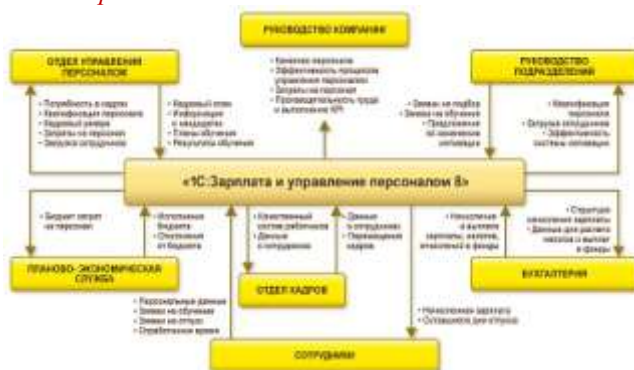 РУКОВОДСТВО КОМПАНИИ
ОТДЕЛ УПРАВЛЕНИЯ
ПЕРСОНАЛОМ
РУКОВОДСТВО
ПОДРАЗДЕЛЕНИЙ
• Качество персонала
• Эффективность процессов
управления персоналом
• Затраты на персонал
• Производительность труда
и выполнение KPI
• Потребность в кадрах
• Квалификация персонала
• Кадровый резерв
• Затраты на персонал
• Загрузка сотрудников
• Кадровый план
• Информация
о кандидатах
• Планы обучения
• Результаты обучения
• Заявки на подбор
• Заявки на обучение
• Предложения
по изменению
мотивации
• Квалификация
персонала
• Загрузка сотрудников
• Эффективность
системы мотивации
«1С:Зарплата и управление персоналом 8»
• Бюджет затрат
на персонал
• Исполнение
бюджета
• Отклонения
от бюджета
• Качественный
состав работников
• Данные
о сотрудниках
• Данные
о сотрудниках
• Перемещения
кадров
• Начисление
и выплата
зарплаты, налогов,
отчислений в фонды
• Структура
начисления зарплаты
• Данные для расчета
налогов и выплат
в фонды
ПЛАНОВО- ЭКОНОМИЧЕСКАЯ
СЛУЖБА
ОТДЕЛ КАДРОВ
БУХГАЛТЕРИЯ
• Персональные данные
• Заявки на обучение
• Заявки на отпуск
• Отработанное время
• Начисленная зарплата
• Оставшиеся дни отпуска
СОТРУДНИКИ